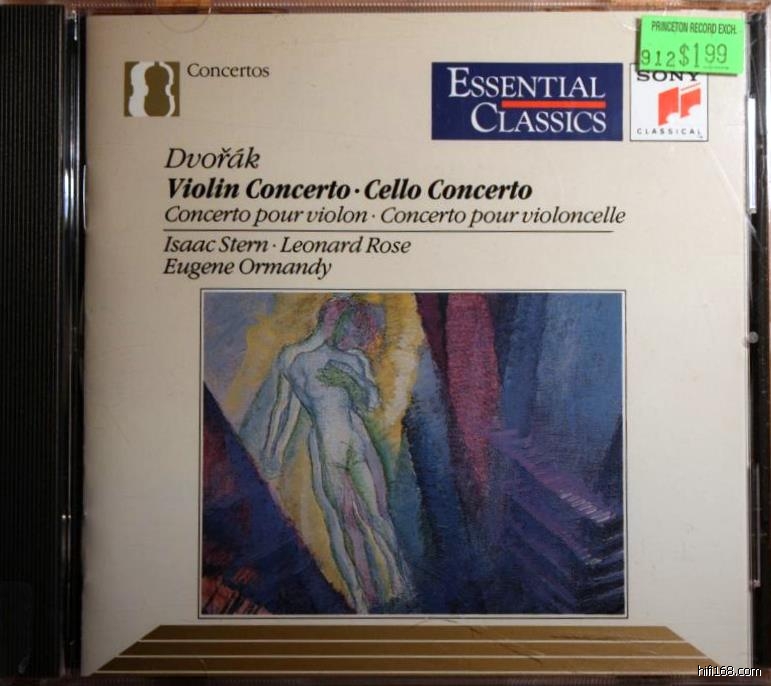 PRINCETON RECORD EXCH.
912 $1.99
Concertos
ESSENTIAL
CLASSICS
SONY
CLASSICAL
Dvořák
Violin Concerto · Cello Concerto
Concerto pour violon · Concerto pour violoncelle
Isaac Stern · Leonard Rose
Eugene Ormandy
hifi168.com